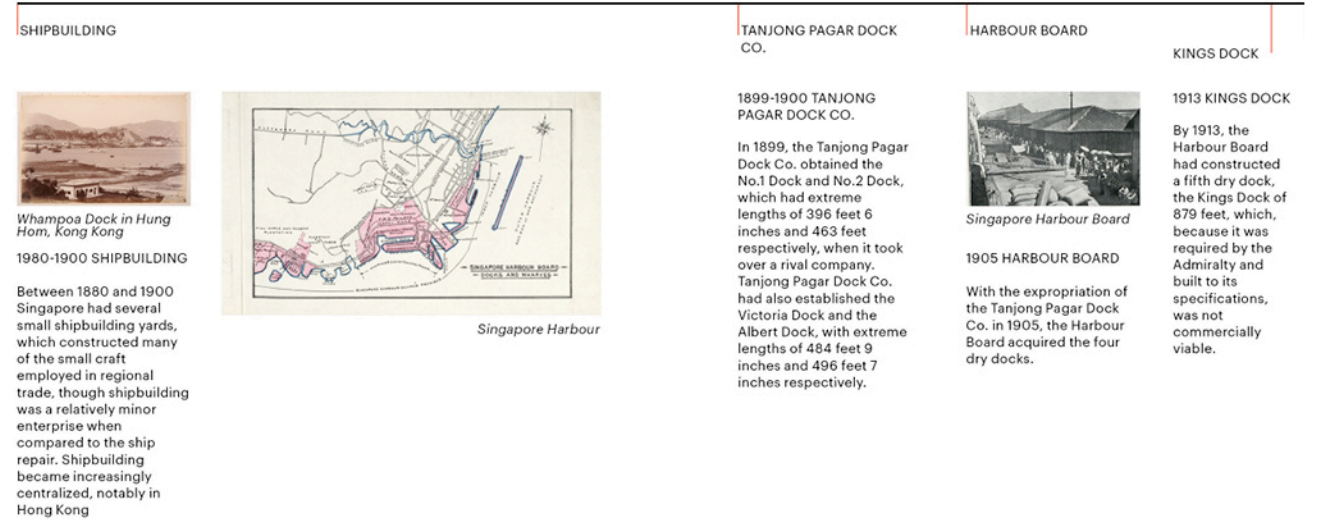 SHIPBUILDING
TANJONG PAGAR DOCK
CO.
HARBOUR BOARD
KINGS DOCK
Whampoa Dock in Hung
Hom, Kong Kong
1980-1900 SHIPBUILDING
Between 1880 and 1900
Singapore had several
small shipbuilding yards,
which constructed many
of the small craft
employed in regional
trade, though shipbuilding
was a relatively minor
enterprise when
compared to the ship
repair. Shipbuilding
became increasingly
centralized, notably in
Hong Kong
SINGAPORE HARBOUR BOARD
DOCKS AND WHARVES
Singapore Harbour
1899-1900 TANJONG
PAGAR DOCK CO.
In 1899, the Tanjong Pagar
Dock Co. obtained the
No.1 Dock and No.2 Dock,
which had extreme
lengths of 396 feet 6
inches and 463 feet
respectively, when it took
over a rival company.
Tanjong Pagar Dock Co.
had also established the
Victoria Dock and the
Albert Dock, with extreme
lengths of 484 feet 9
inches and 496 feet 7
inches respectively.
Singapore Harbour Board
1905 HARBOUR BOARD
With the expropriation of
the Tanjong Pagar Dock
Co. in 1905, the Harbour
Board acquired the four
dry docks.
1913 KINGS DOCK
By 1913, the
Harbour Board
had constructed
a fifth dry dock,
the Kings Dock of
879 feet, which,
because it was
required by the
Admiralty and
built to its
specifications,
was not
commercially
viable.